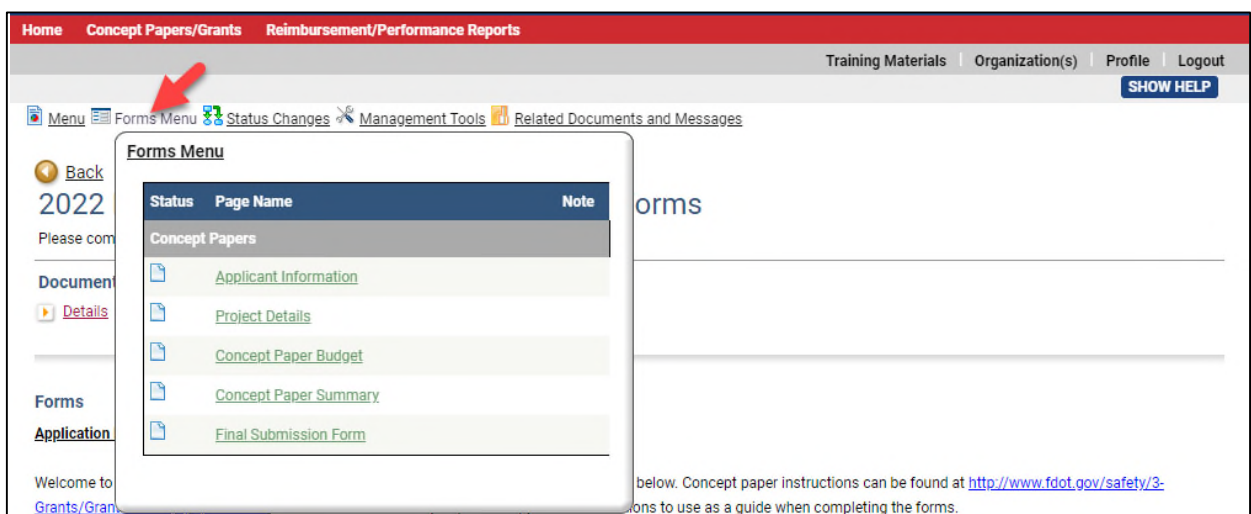 Home Concept Papers/Grants Reimbursement/Performance Reports
Training Materials Organization(s) Profile Logout
SHOW HELP
Menu Forms Menu Status Changes Management Tools Related Documents and Messages
Forms Menu
Back
2022 orms
Status Page Name Note
Please com
Concept Papers
Document
Applicant Information
Details
Project Details
Concept Paper Budget
Concept Paper Summary
Forms
Final Submission Form
Application
Welcome to below. Concept paper instructions can be found at http://www.fdot.gov/safety/3-
Grants/Gran ons to use as a guide when completing the forms.